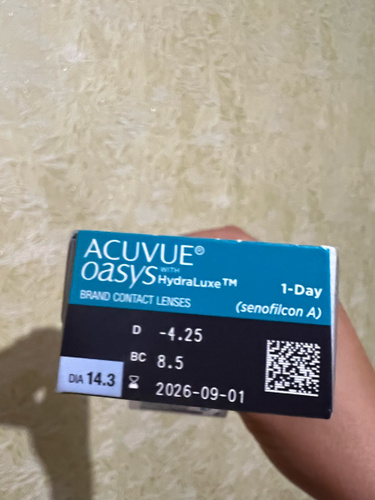 ACUVUE®
oasys WITH HydraLuxe™
1-Day
BRAND CONTACT LENSES
(senofilcon A)
D -4.25
BC 8.5
DIA 14.3
2026-09-01